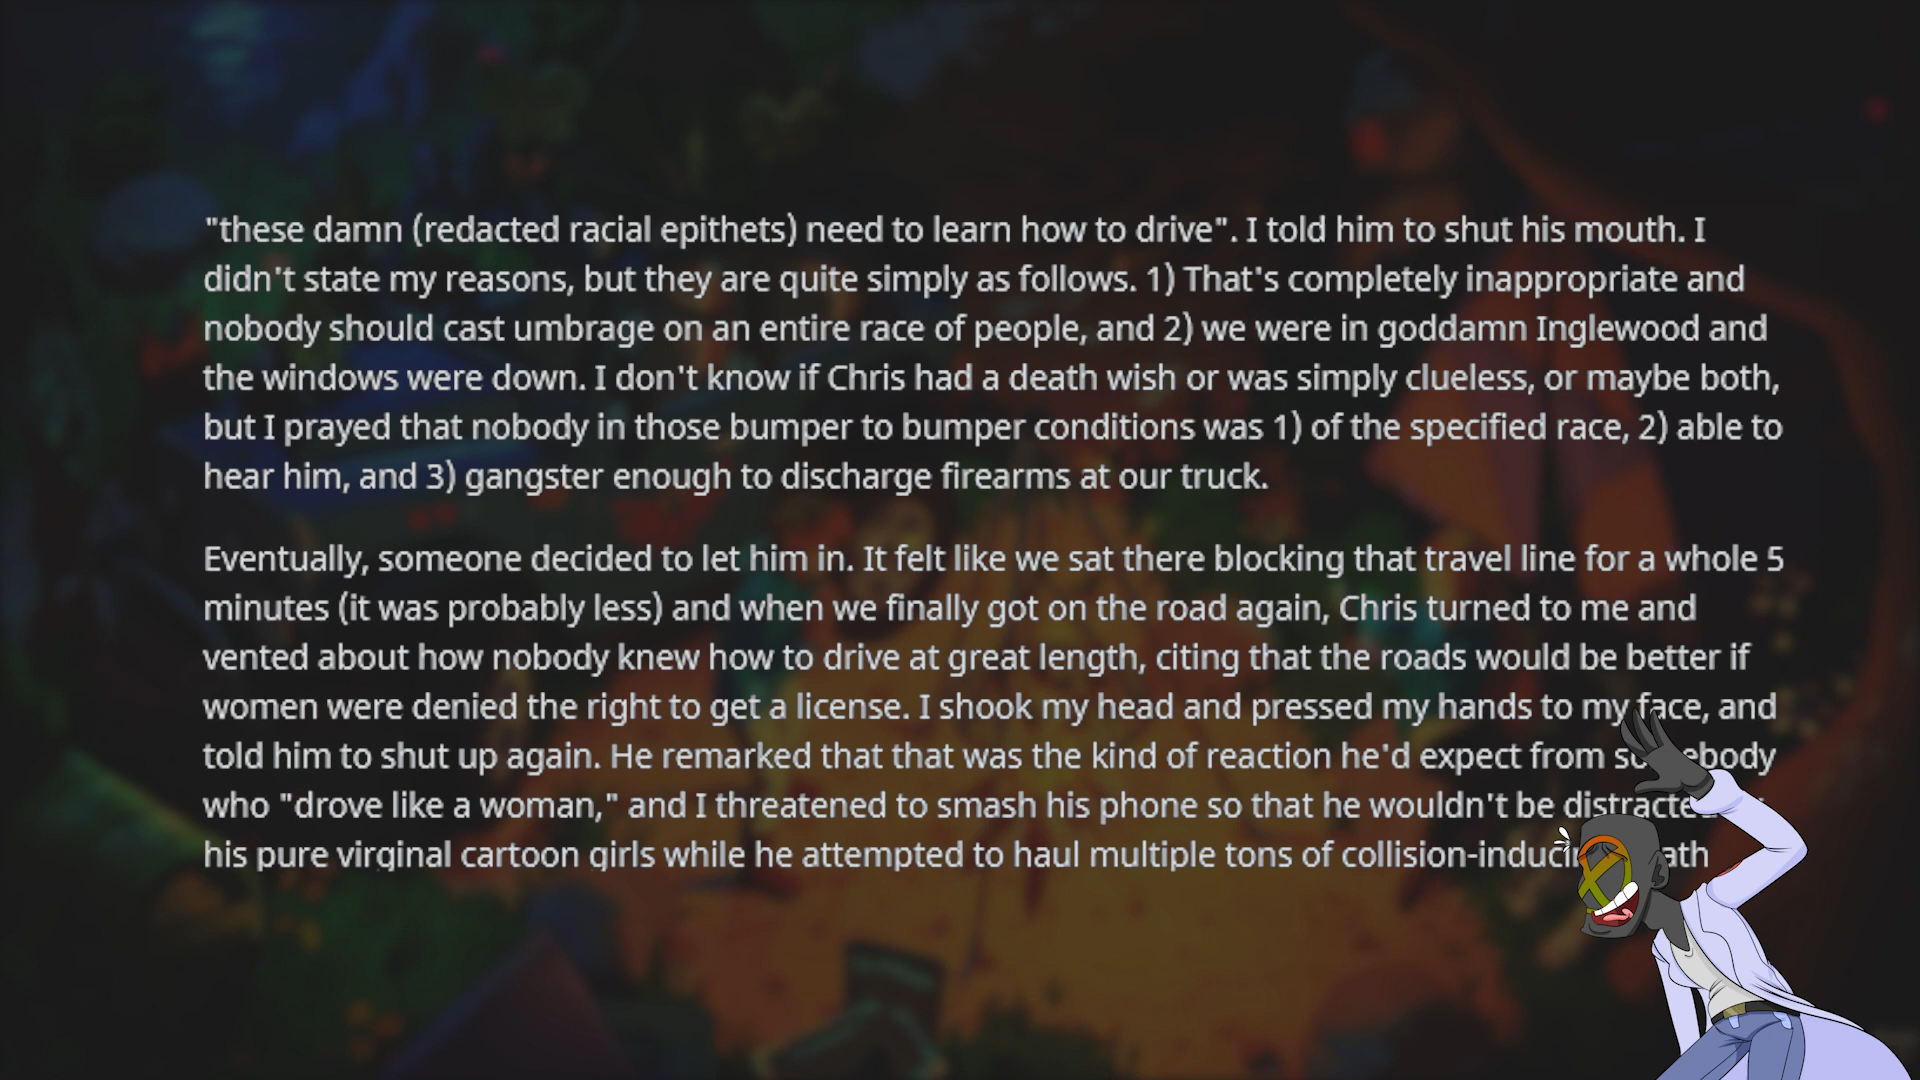 "these damn (redacted racial epithets) need to learn how to drive". I told him to shut his mouth. I
didn't state my reasons, but they are quite simply as follows. 1) That's completely inappropriate and
nobody should cast umbrage on an entire race of people, and 2) we were in goddamn Inglewood and
the windows were down. I don't know if Chris had a death wish or was simply clueless, or maybe both,
but I prayed that nobody in those bumper to bumper conditions was 1) of the specified race, 2) able to
hear him, and 3) gangster enough to discharge firearms at our truck.
Eventually, someone decided to let him in. It felt like we sat there blocking that travel line for a whole 5
minutes (it was probably less) and when we finally got on the road again, Chris turned to me and
vented about how nobody knew how to drive at great length, citing that the roads would be better if
women were denied the right to get a license. I shook my head and pressed my hands to my face, and
told him to shut up again. He remarked that that was the kind of reaction he'd expect from
who "drove like a woman," and I threatened to smash his phone so that he wouldn't be
his pure virginal cartoon girls while he attempted to haul multiple tons of